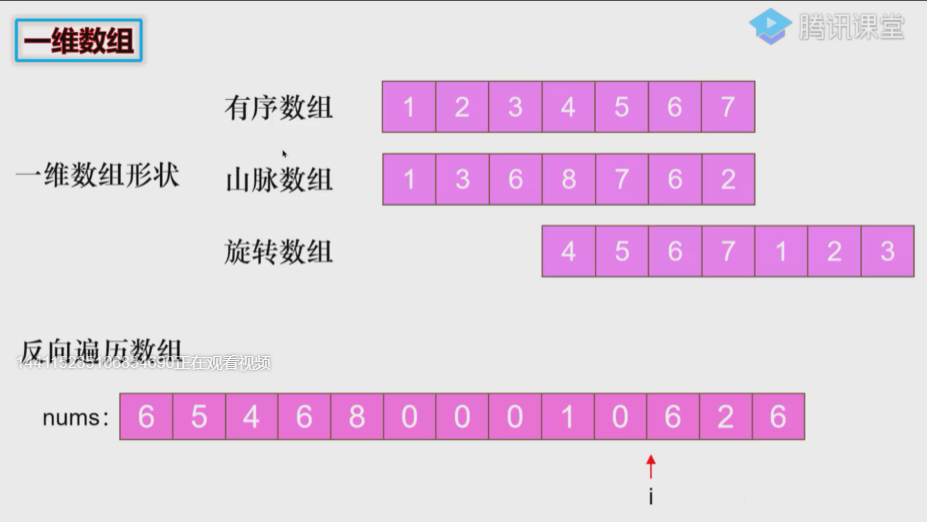 一维数组
腾讯课堂
有序数组 1 2 3 4 5 6 7
一维数组形状
山脉数组 1 3 6 8 7 6 2
旋转数组 4 5 6 7 1 2 3
反向遍历数组
正在观看视频
nums: 6 5 4 6 8 0 0 0 1 0 6 2 6
i